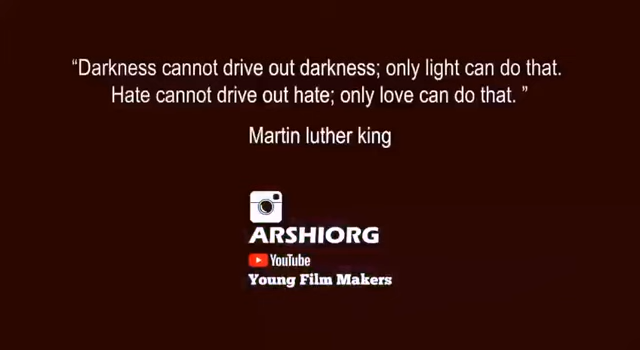 “Darkness cannot drive out darkness; only light can do that.
Hate cannot drive out hate; only love can do that. ”
Martin luther king
ARSHIORG
YouTube
Young Film Makers